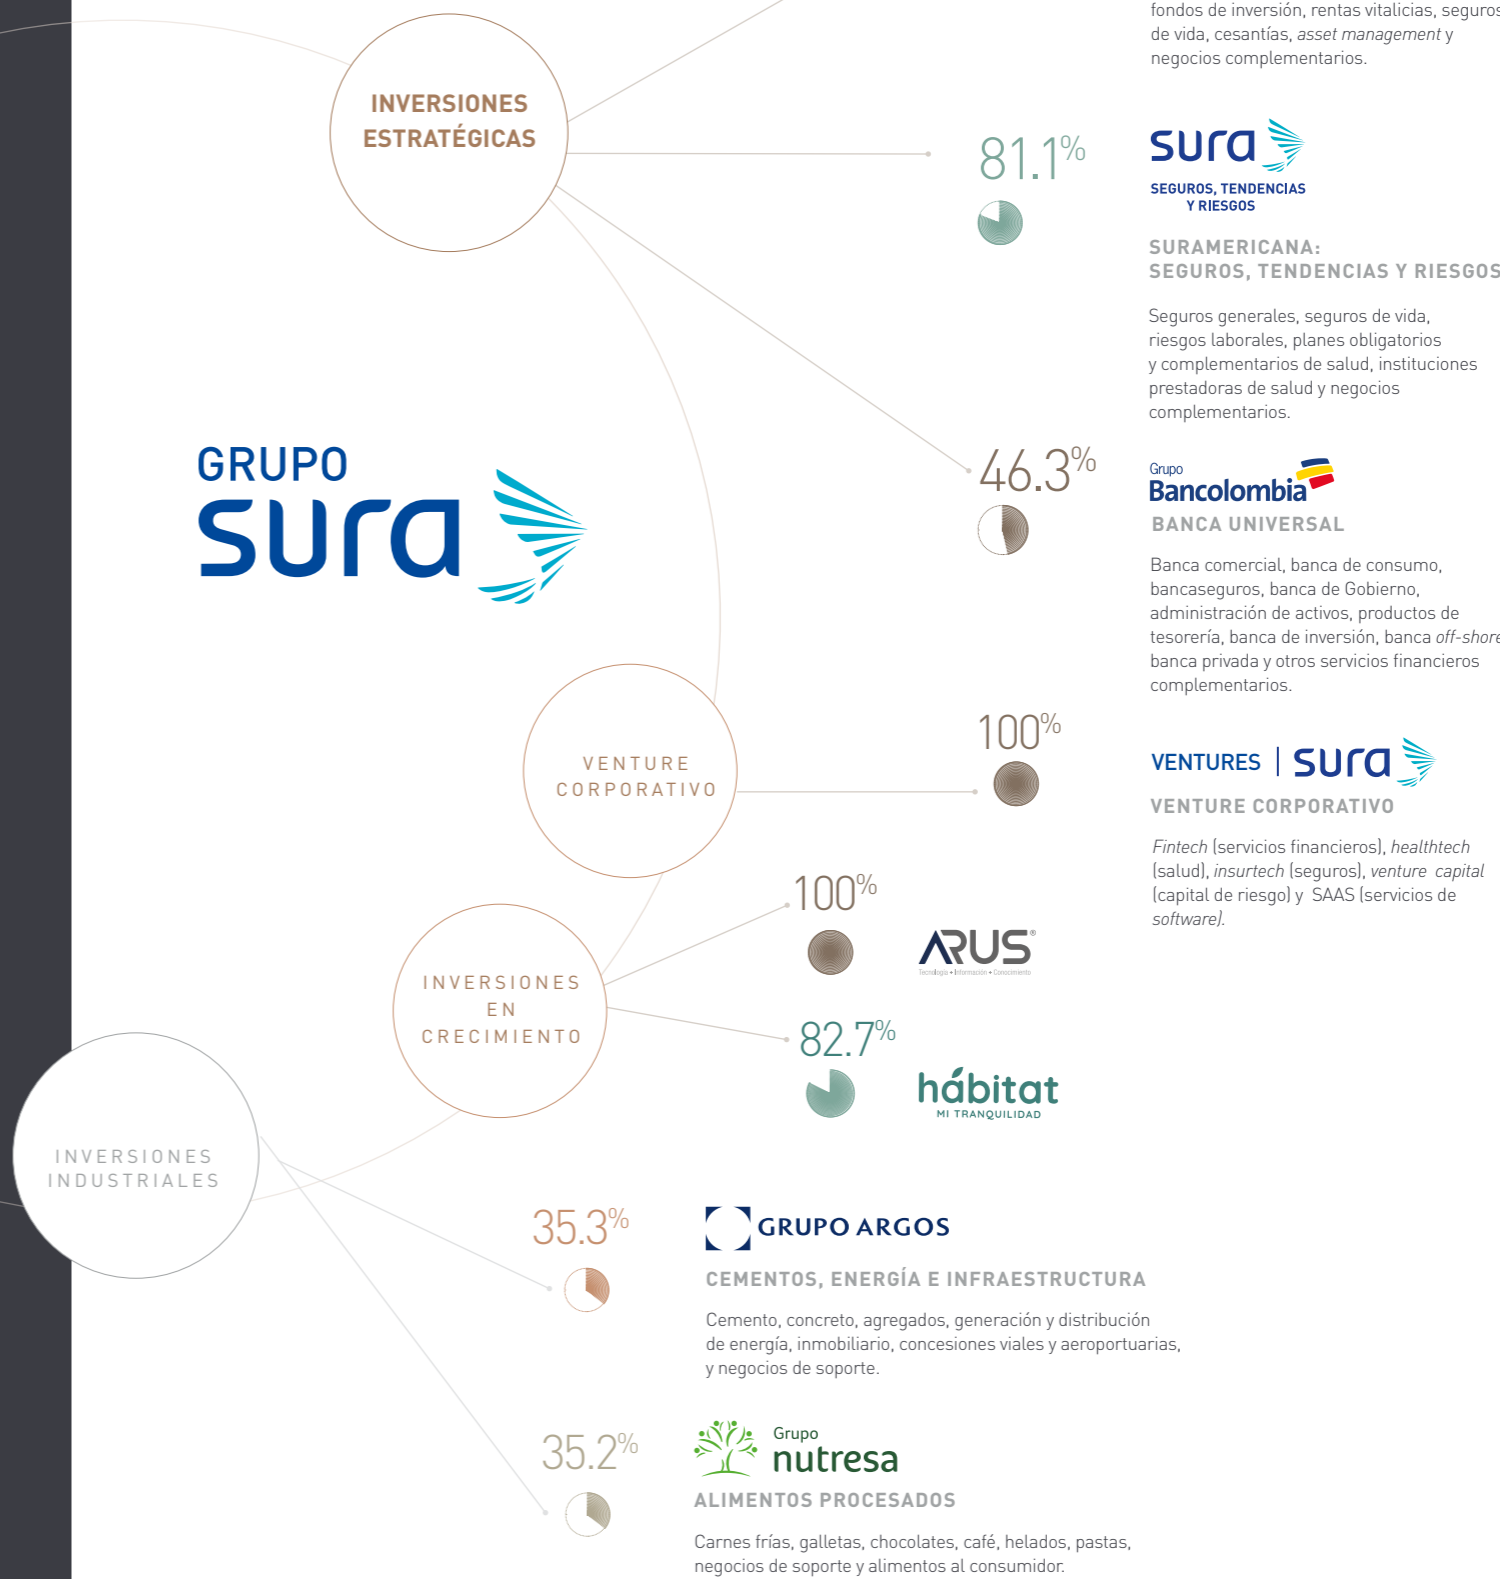 fondos de inversión, rentas vitalicias, seguros
de vida, cesantías, asset management y
negocios complementarios.
INVERSIONES
ESTRATÉGICAS
81.1%
sura
SEGUROS, TENDENCIAS
Y RIESGOS
SURAMERICANA:
SEGUROS, TENDENCIAS Y RIESGOS
Seguros generales, seguros de vida,
riesgos laborales, planes obligatorios
y complementarios de salud, instituciones
prestadoras de salud y negocios
complementarios.
GRUPO
sura
46.3%
Grupo
Bancolombia
BANCA UNIVERSAL
Banca comercial, banca de consumo,
bancaseguros, banca de Gobierno,
administración de activos, productos de
tesorería, banca de inversión, banca off-shore
banca privada y otros servicios financieros
complementarios.
VENTURE
CORPORATIVO
100%
VENTURES | sura
VENTURE CORPORATIVO
Fintech (servicios financieros), healthtech
(salud), insurtech (seguros), venture capital
(capital de riesgo) y SAAS (servicios de
software).
INVERSIONES
EN
CRECIMIENTO
100%
ARUS®
Tecnología + Información + Conocimiento
82.7%
hábitat
MI TRANQUILIDAD
INVERSIONES
INDUSTRIALES
35.3%
GRUPO ARGOS
CEMENTOS, ENERGÍA E INFRAESTRUCTURA
Cemento, concreto, agregados, generación y distribución
de energía, inmobiliario, concesiones viales y aeroportuarias,
y negocios de soporte.
35.2%
Grupo
nutresa
ALIMENTOS PROCESADOS
Carnes frías, galletas, chocolates, café, helados, pastas,
negocios de soporte y alimentos al consumidor.